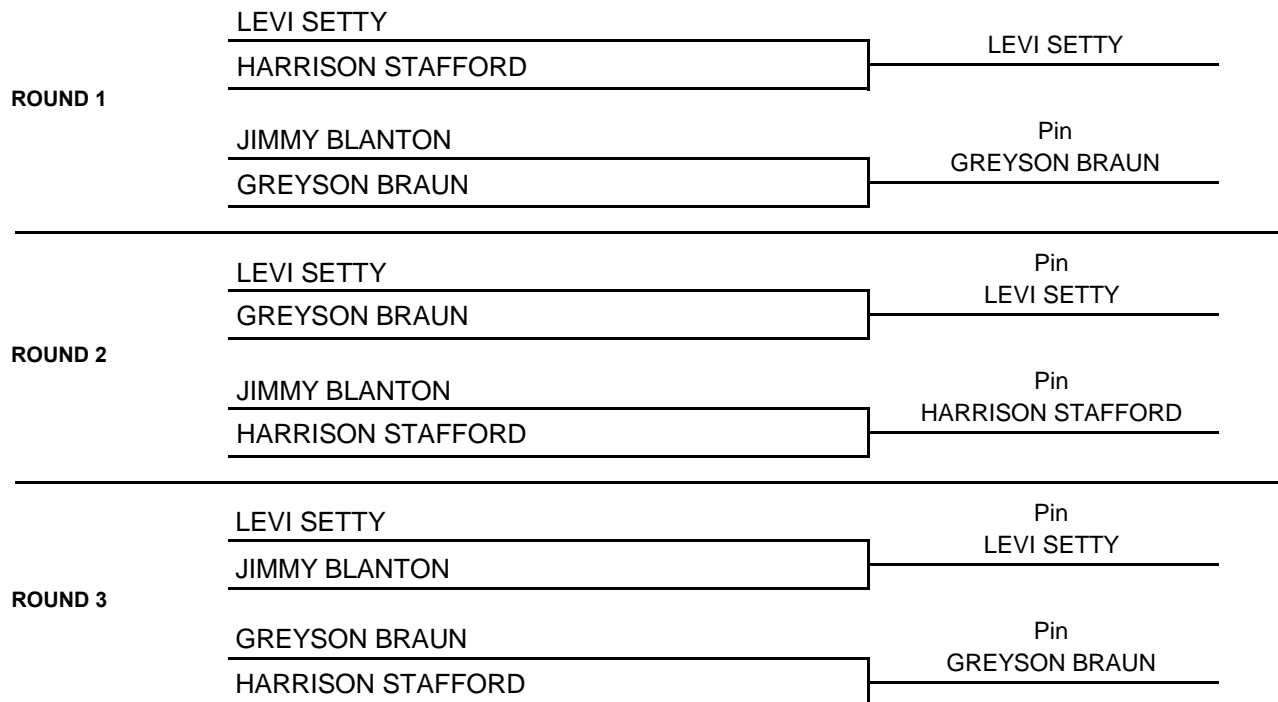 LEVI SETTY
LEVI SETTY
HARRISON STAFFORD
ROUND 1
JIMMY BLANTON
Pin
GREYSON BRAUN
GREYSON BRAUN
LEVI SETTY
Pin
LEVI SETTY
GREYSON BRAUN
ROUND 2
JIMMY BLANTON
Pin
HARRISON STAFFORD
HARRISON STAFFORD
LEVI SETTY
Pin
LEVI SETTY
JIMMY BLANTON
ROUND 3
GREYSON BRAUN
Pin
GREYSON BRAUN
HARRISON STAFFORD